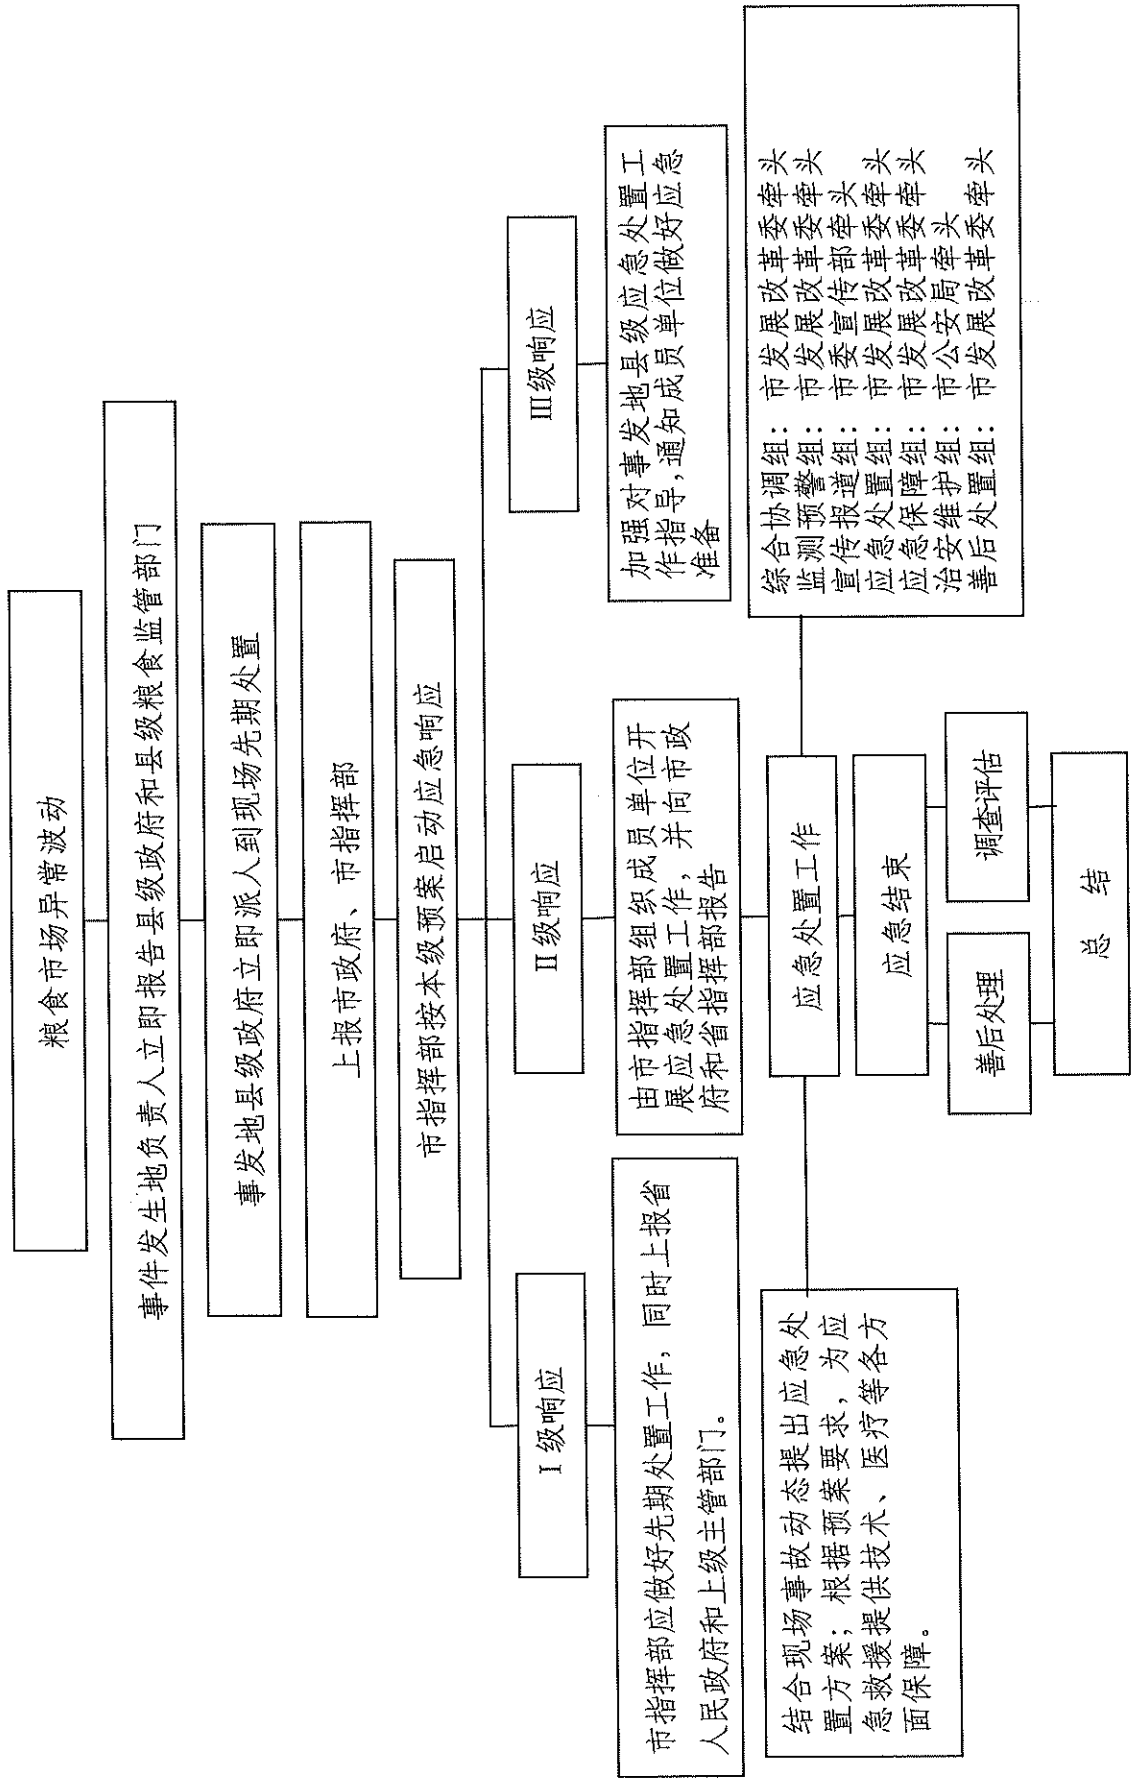 粮食市场异常波动
事件发生地负责人立即报告县级政府和县级粮食监管部门
事发地县级政府立即派人到现场先期处置
上报市政府、市指挥部
市指挥部按本级预案启动应急响应
Ⅰ级响应
Ⅱ级响应
Ⅲ级响应
市指挥部应做好先期处置工作，同时上报省
人民政府和上级主管部门。
由市指挥部组织成员单位开
展应急处置工作，并向市政
府和省指挥部报告
加强对事发地县级应急处置工
作指导，通知成员单位做好应急
准备
结合现场事故动态提出应急处
置方案；根据预案要求，为应
急救援提供技术、医疗等各方
面保障。
应急处置工作
综合协调组：市发展改革委牵头
监测预警组：市发展改革委牵头
宣传报道组：市委宣传部牵头
应急处置组：市发展改革委牵头
应急保障组：市发展改革委牵头
治安维护组：市公安局牵头
善后处置组：市发展改革委牵头
应急结束
善后处理
调查评估
总 结